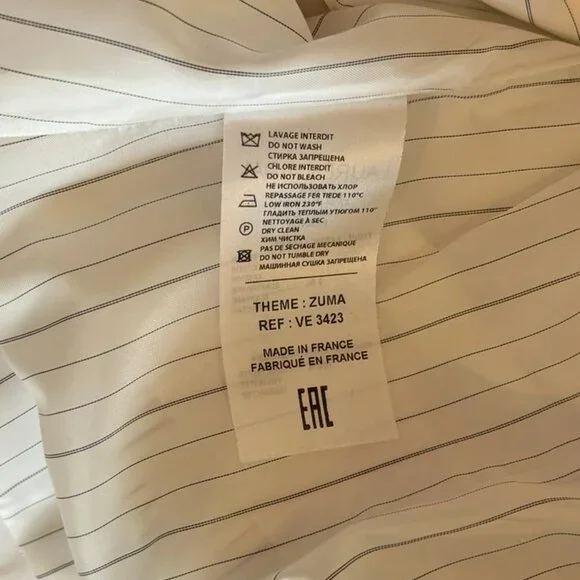 LAVAGE INTERDIT
DO NOT WASH
СТИРКА ЗАПРЕЩЕНА
CHLORE INTERDIT
DO NOT BLEACH
НЕ ИСПОЛЬЗОВАТЬ ХЛОР
REPASSAGE FER TIEDE 110°C
LOW IRON 230°F
ГЛАДИТЬ ТЕПЛЫМ УТЮГОМ 110°
NETTOYAGE À SEC
P
DRY CLEAN
ХИМ ЧИСТКА
PAS DE SECHAGE MECANIQUE
DO NOT TUMBLE DRY
МАШИННАЯ СУШКА ЗАПРЕЩЕНА
THEME : ZUMA
REF : VE 3423
MADE IN FRANCE
FABRIQUÉ EN FRANCE
EAC